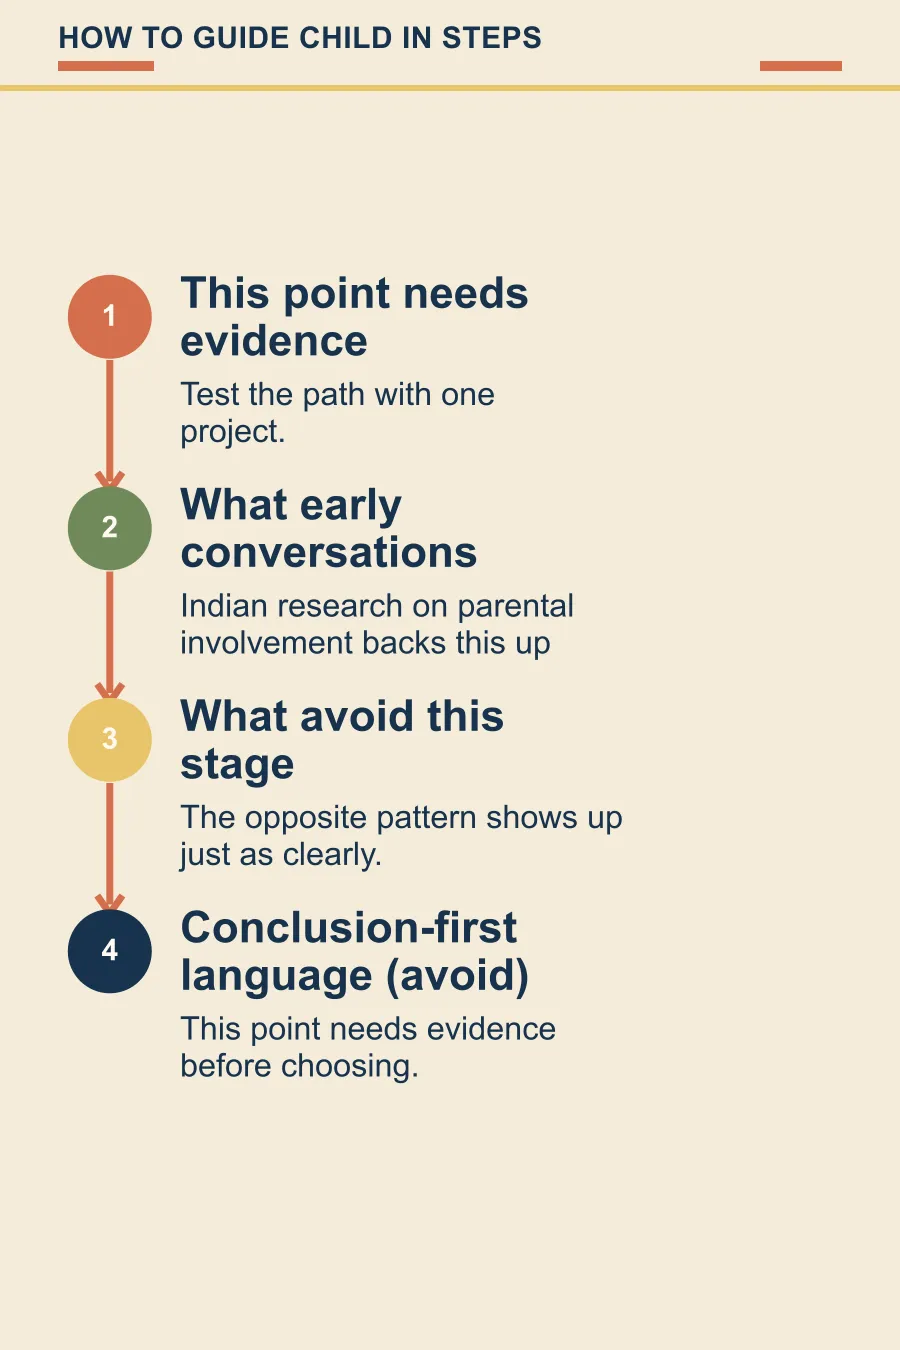 HOW TO GUIDE CHILD IN STEPS
1
This point needs
evidence
Test the path with one
project.
2
What early
conversations
Indian research on parental
involvement backs this up
3
What avoid this
stage
The opposite pattern shows up
just as clearly.
4
Conclusion-first
language (avoid)
This point needs evidence
before choosing.